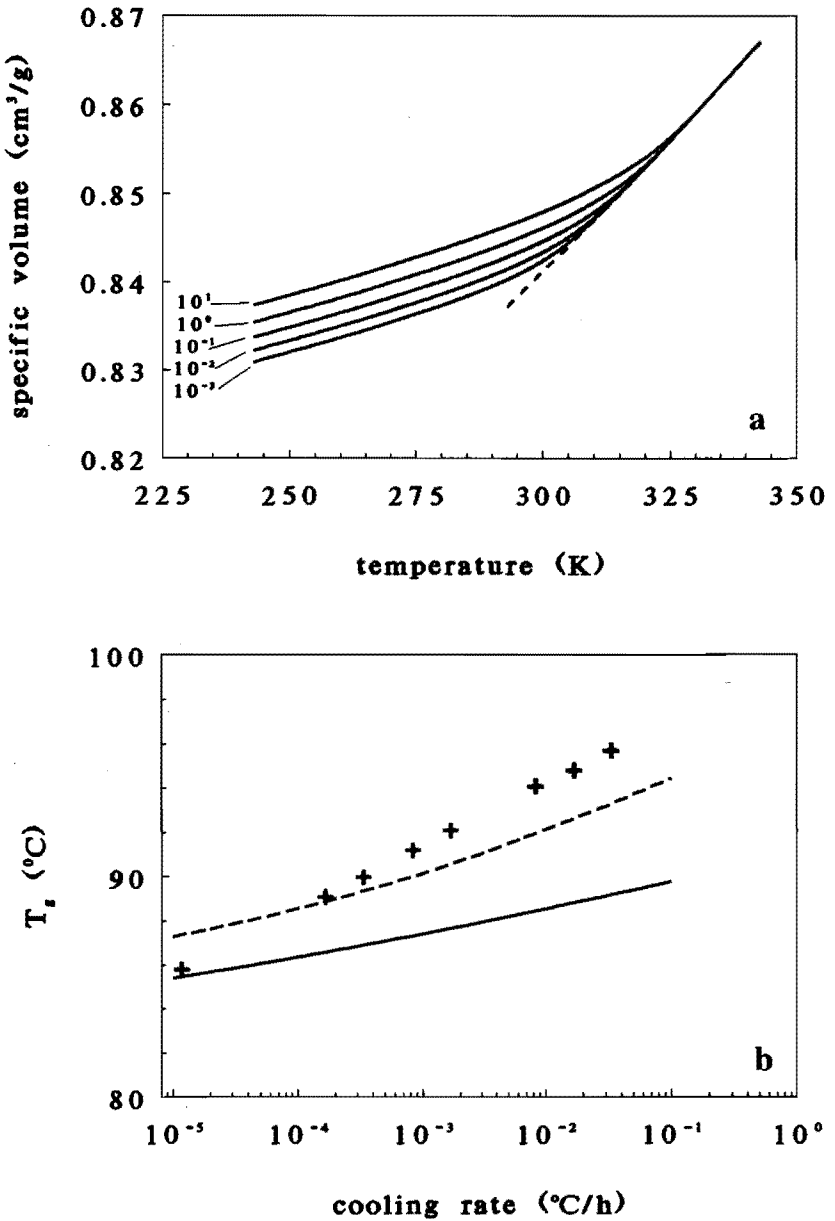 0.87
0.86
0.85
0.84
0.83
0.82
specific volume (cm³/g)
10¹
10⁰
10⁻¹
10⁻²
10⁻³
a
225 250 275 300 325 350
temperature (K)
100
90
80
Tg (⁰C)
b
10⁻⁵ 10⁻⁴ 10⁻³ 10⁻² 10⁻¹ 10⁰
cooling rate (⁰C/h)